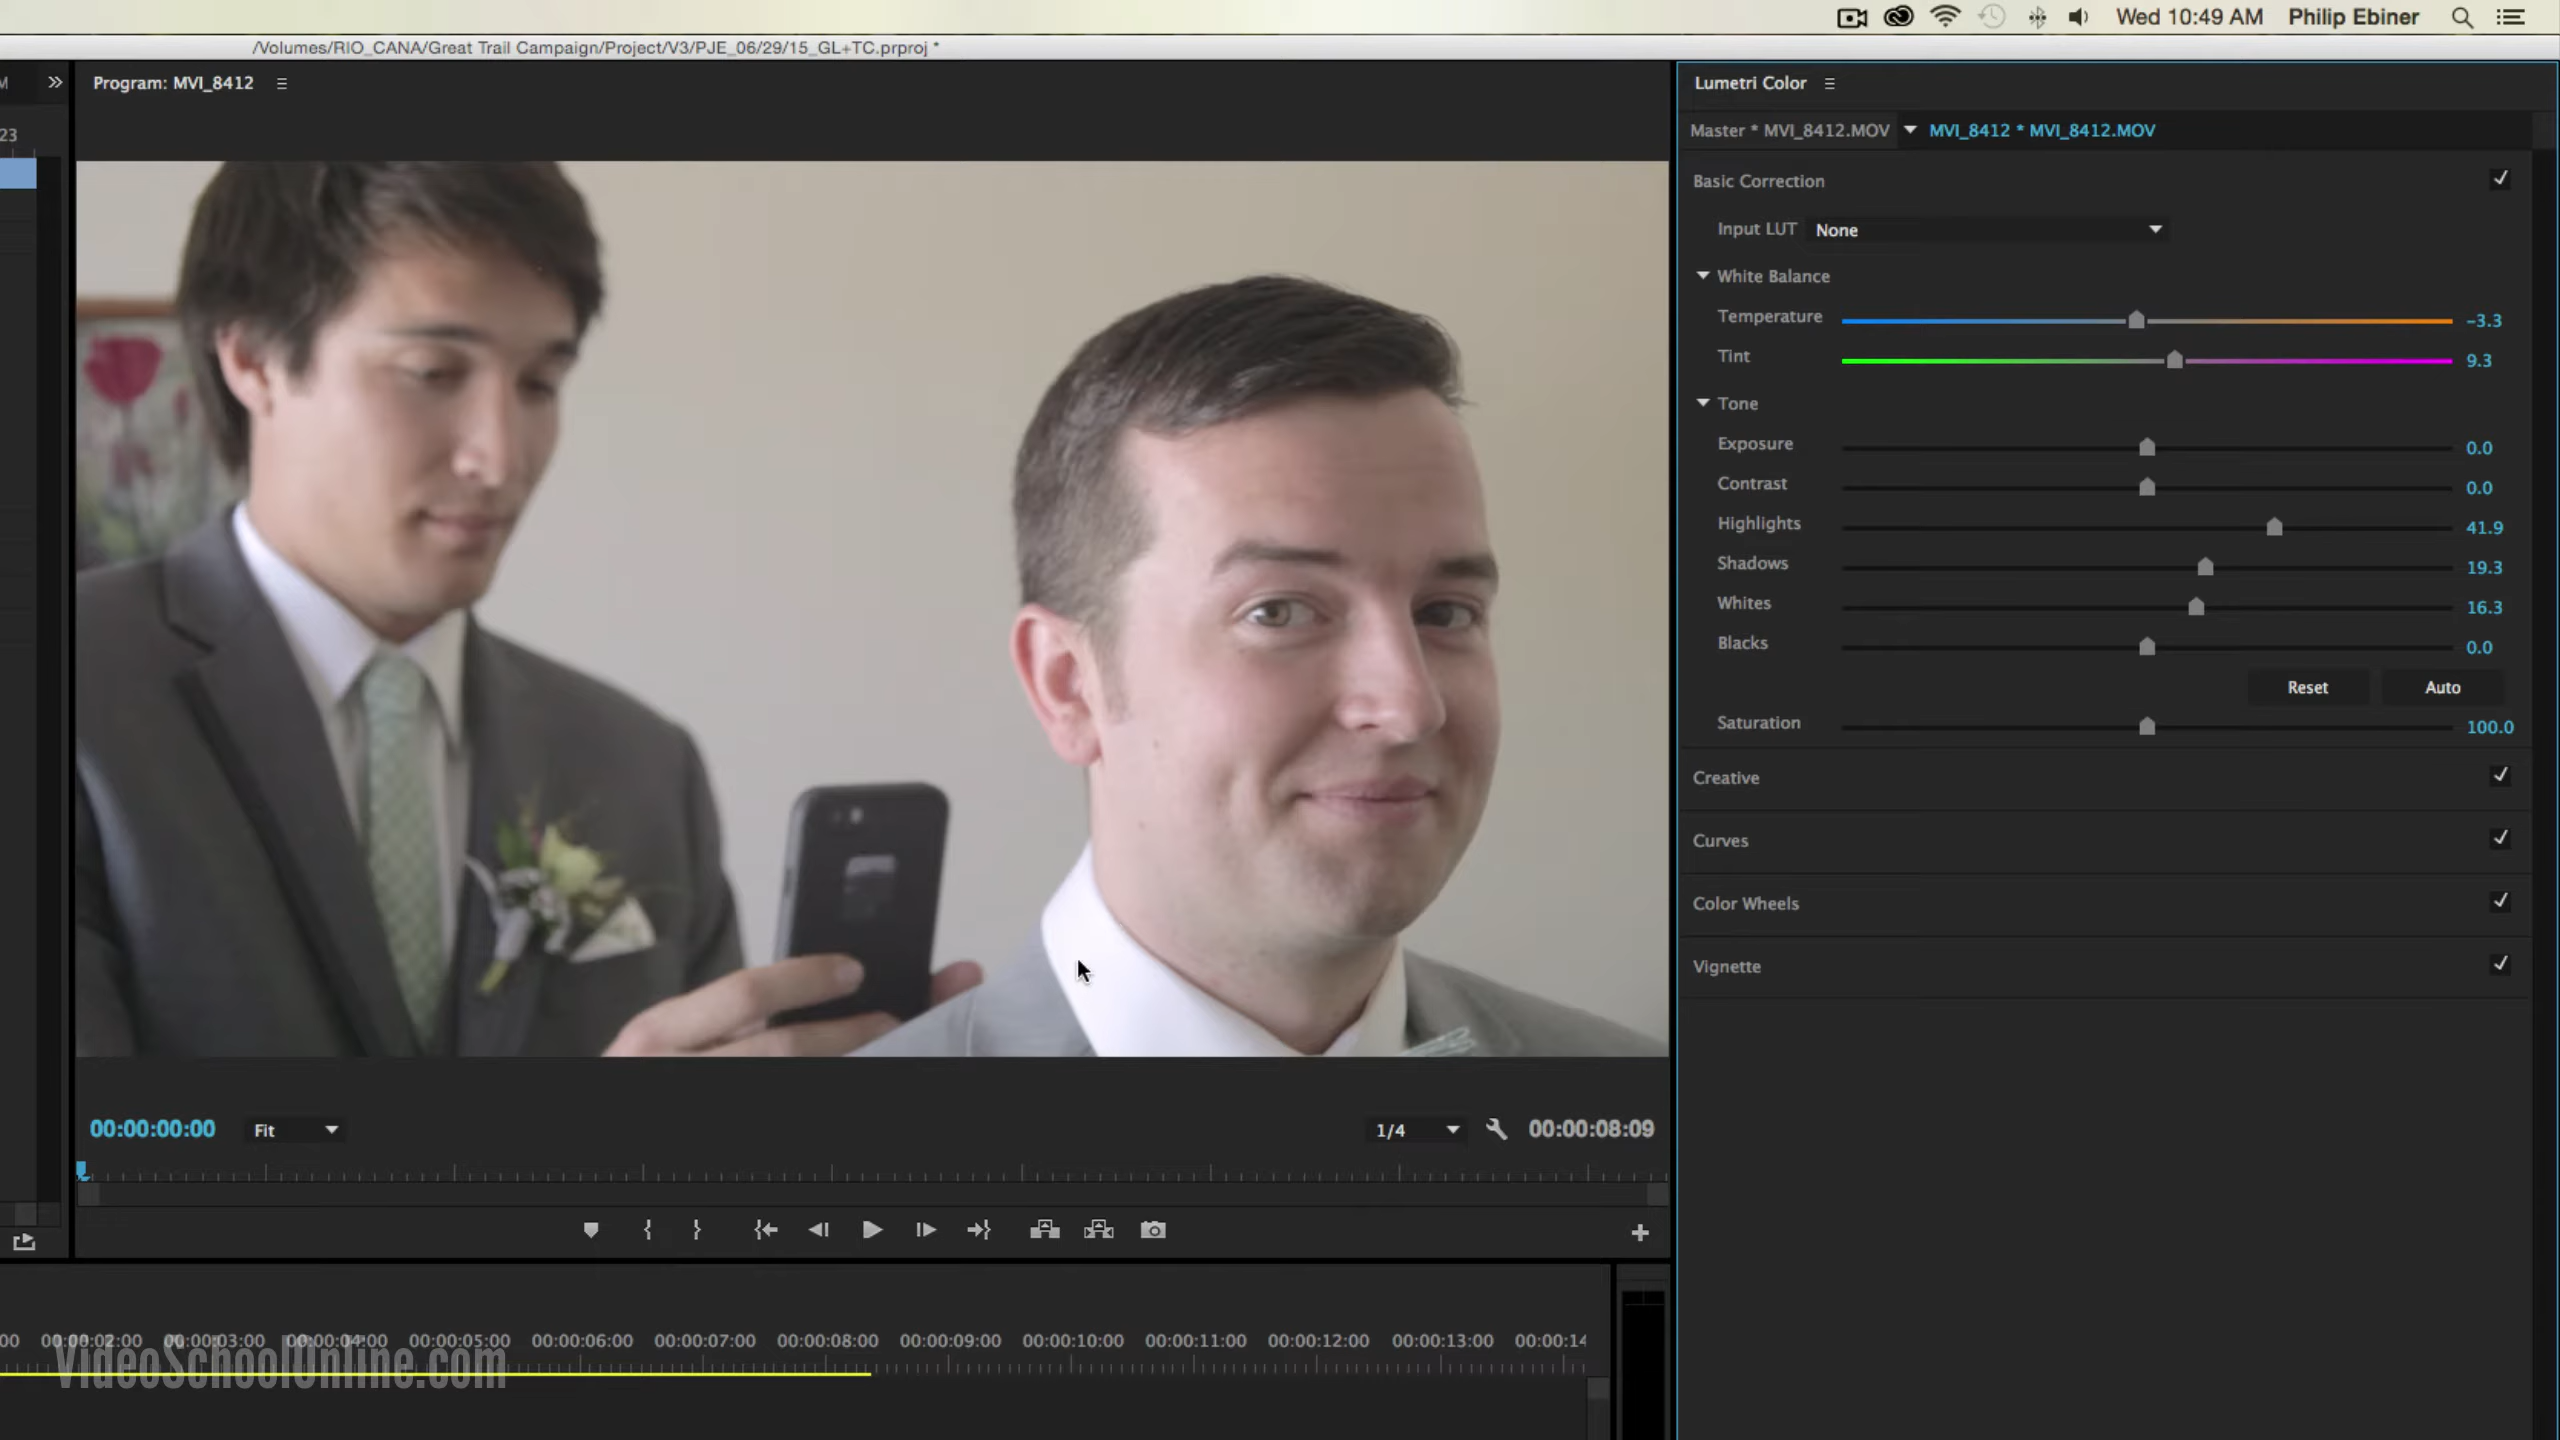 Wed 10:49 AM Philip Ebiner
/Volumes/RIO_CANA/Great Trail Campaign/Project/V3/PJE_06/29/15_GL+TC.prproj *
Program: MVI_8412
Lumetri Color
23
Master * MVI_8412.MOV MVI_8412 * MVI_8412.MOV
Basic Correction
Input LUT None
White Balance
Temperature -3.3
Tint 9.3
Tone
Exposure 0.0
Contrast 0.0
Highlights 41.9
Shadows 19.3
Whites 16.3
Blacks 0.0
Reset Auto
Saturation 100.0
Creative
Curves
Color Wheels
Vignette
00:00:00:00 Fit 1/4 00:00:08:09
00 00:00:02:00 00:00:03:00 00:00:04:00 00:00:05:00 00:00:06:00 00:00:07:00 00:00:08:00 00:00:09:00 00:00:10:00 00:00:11:00 00:00:12:00 00:00:13:00 00:00:14
VideoSchoolOnline.com